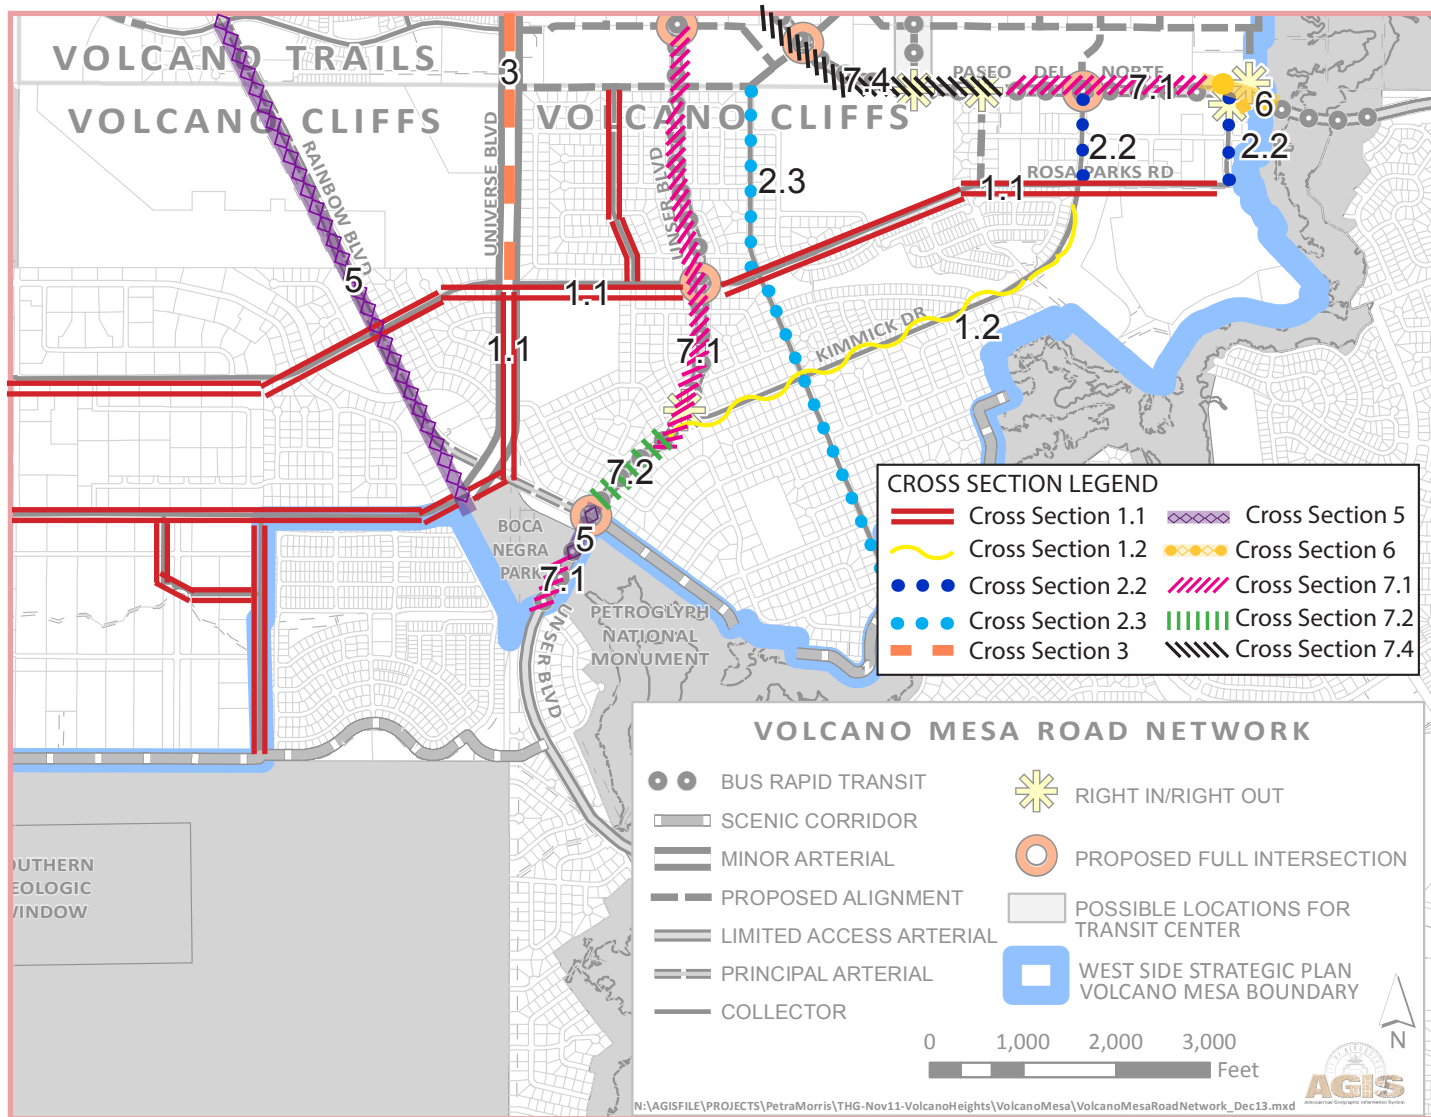 VOLCANO TRAILS
3
7.4
PASEO DEL NORTE
7.1
6
VOLCANO CLIFFS
VOLCANO CLIFFS
RAINBOW BLVD
UNIVERSE BLVD
UNSER BLVD
2.2
2.2
2.3
ROSA PARKS RD
1.1
5
1.1
1.1
7.1
KIMMICK DR
1.2
7.2
BOCA
NEGRA
PARK
5
7.1
UNSER BLVD
PETROGLYPH
NATIONAL
MONUMENT
CROSS SECTION LEGEND
Cross Section 1.1
Cross Section 1.2
Cross Section 2.2
Cross Section 2.3
Cross Section 3
Cross Section 5
Cross Section 6
Cross Section 7.1
Cross Section 7.2
Cross Section 7.4
VOLCANO MESA ROAD NETWORK
BUS RAPID TRANSIT
SCENIC CORRIDOR
MINOR ARTERIAL
PROPOSED ALIGNMENT
LIMITED ACCESS ARTERIAL
PRINCIPAL ARTERIAL
COLLECTOR
RIGHT IN/RIGHT OUT
PROPOSED FULL INTERSECTION
POSSIBLE LOCATIONS FOR
TRANSIT CENTER
WEST SIDE STRATEGIC PLAN
VOLCANO MESA BOUNDARY
0 1,000 2,000 3,000
Feet
N
AGIS
Albuquerque Geographic Information System
OUTHERN
EOLOGIC
INDOW
N:\AGISFILE\PROJECTS\PetraMorris\THG-Nov11-VolcanoHeights\VolcanoMesa\VolcanoMesaRoadNetwork_Dec13.mxd